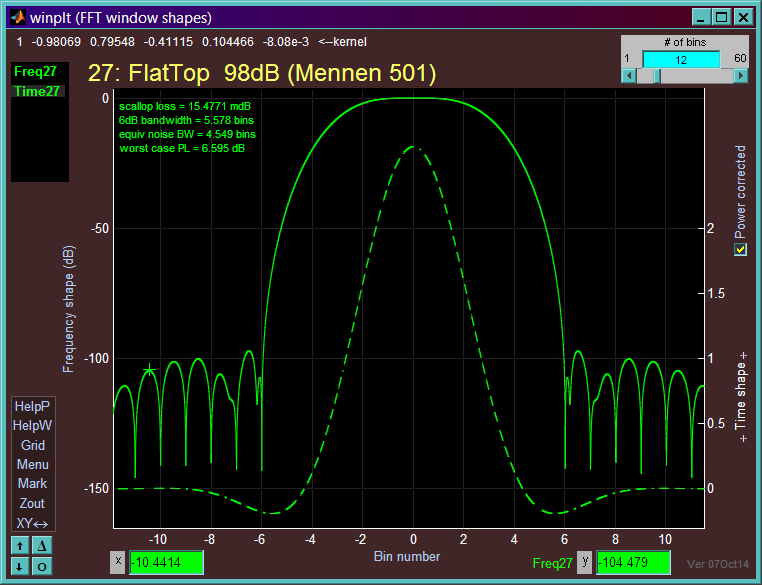 winplt (FFT window shapes)
1 -0.98069 0.79548 -0.41115 0.104466 -8.08e-3 <--kernel
# of bins
1 12 60
Freq27
Time27
27: FlatTop 98dB (Mennen 501)
scallop loss = 15.4771 mdB
6dB bandwidth = 5.578 bins
equiv noise BW = 4.549 bins
worst case PL = 6.595 dB
Power corrected
Frequency shape (dB)
0
-50
-100
-150
2
1.5
1
0.5
0
+ Time shape +
HelpP
HelpW
Grid
Menu
Mark
Zout
XY<->
-10 -8 -6 -4 -2 0 2 4 6 8 10
Bin number
x -10.4414
Freq27 y -104.479
Ver 07Oct14